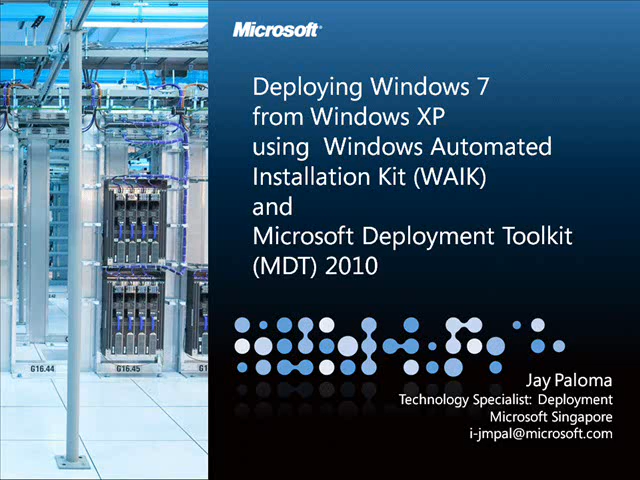 Microsoft
Deploying Windows 7
from Windows XP
using Windows Automated
Installation Kit (WAIK)
and
Microsoft Deployment Toolkit
(MDT) 2010
G16.44
G16.45
Jay Paloma
Technology Specialist: Deployment
Microsoft Singapore
i-jmpal@microsoft.com